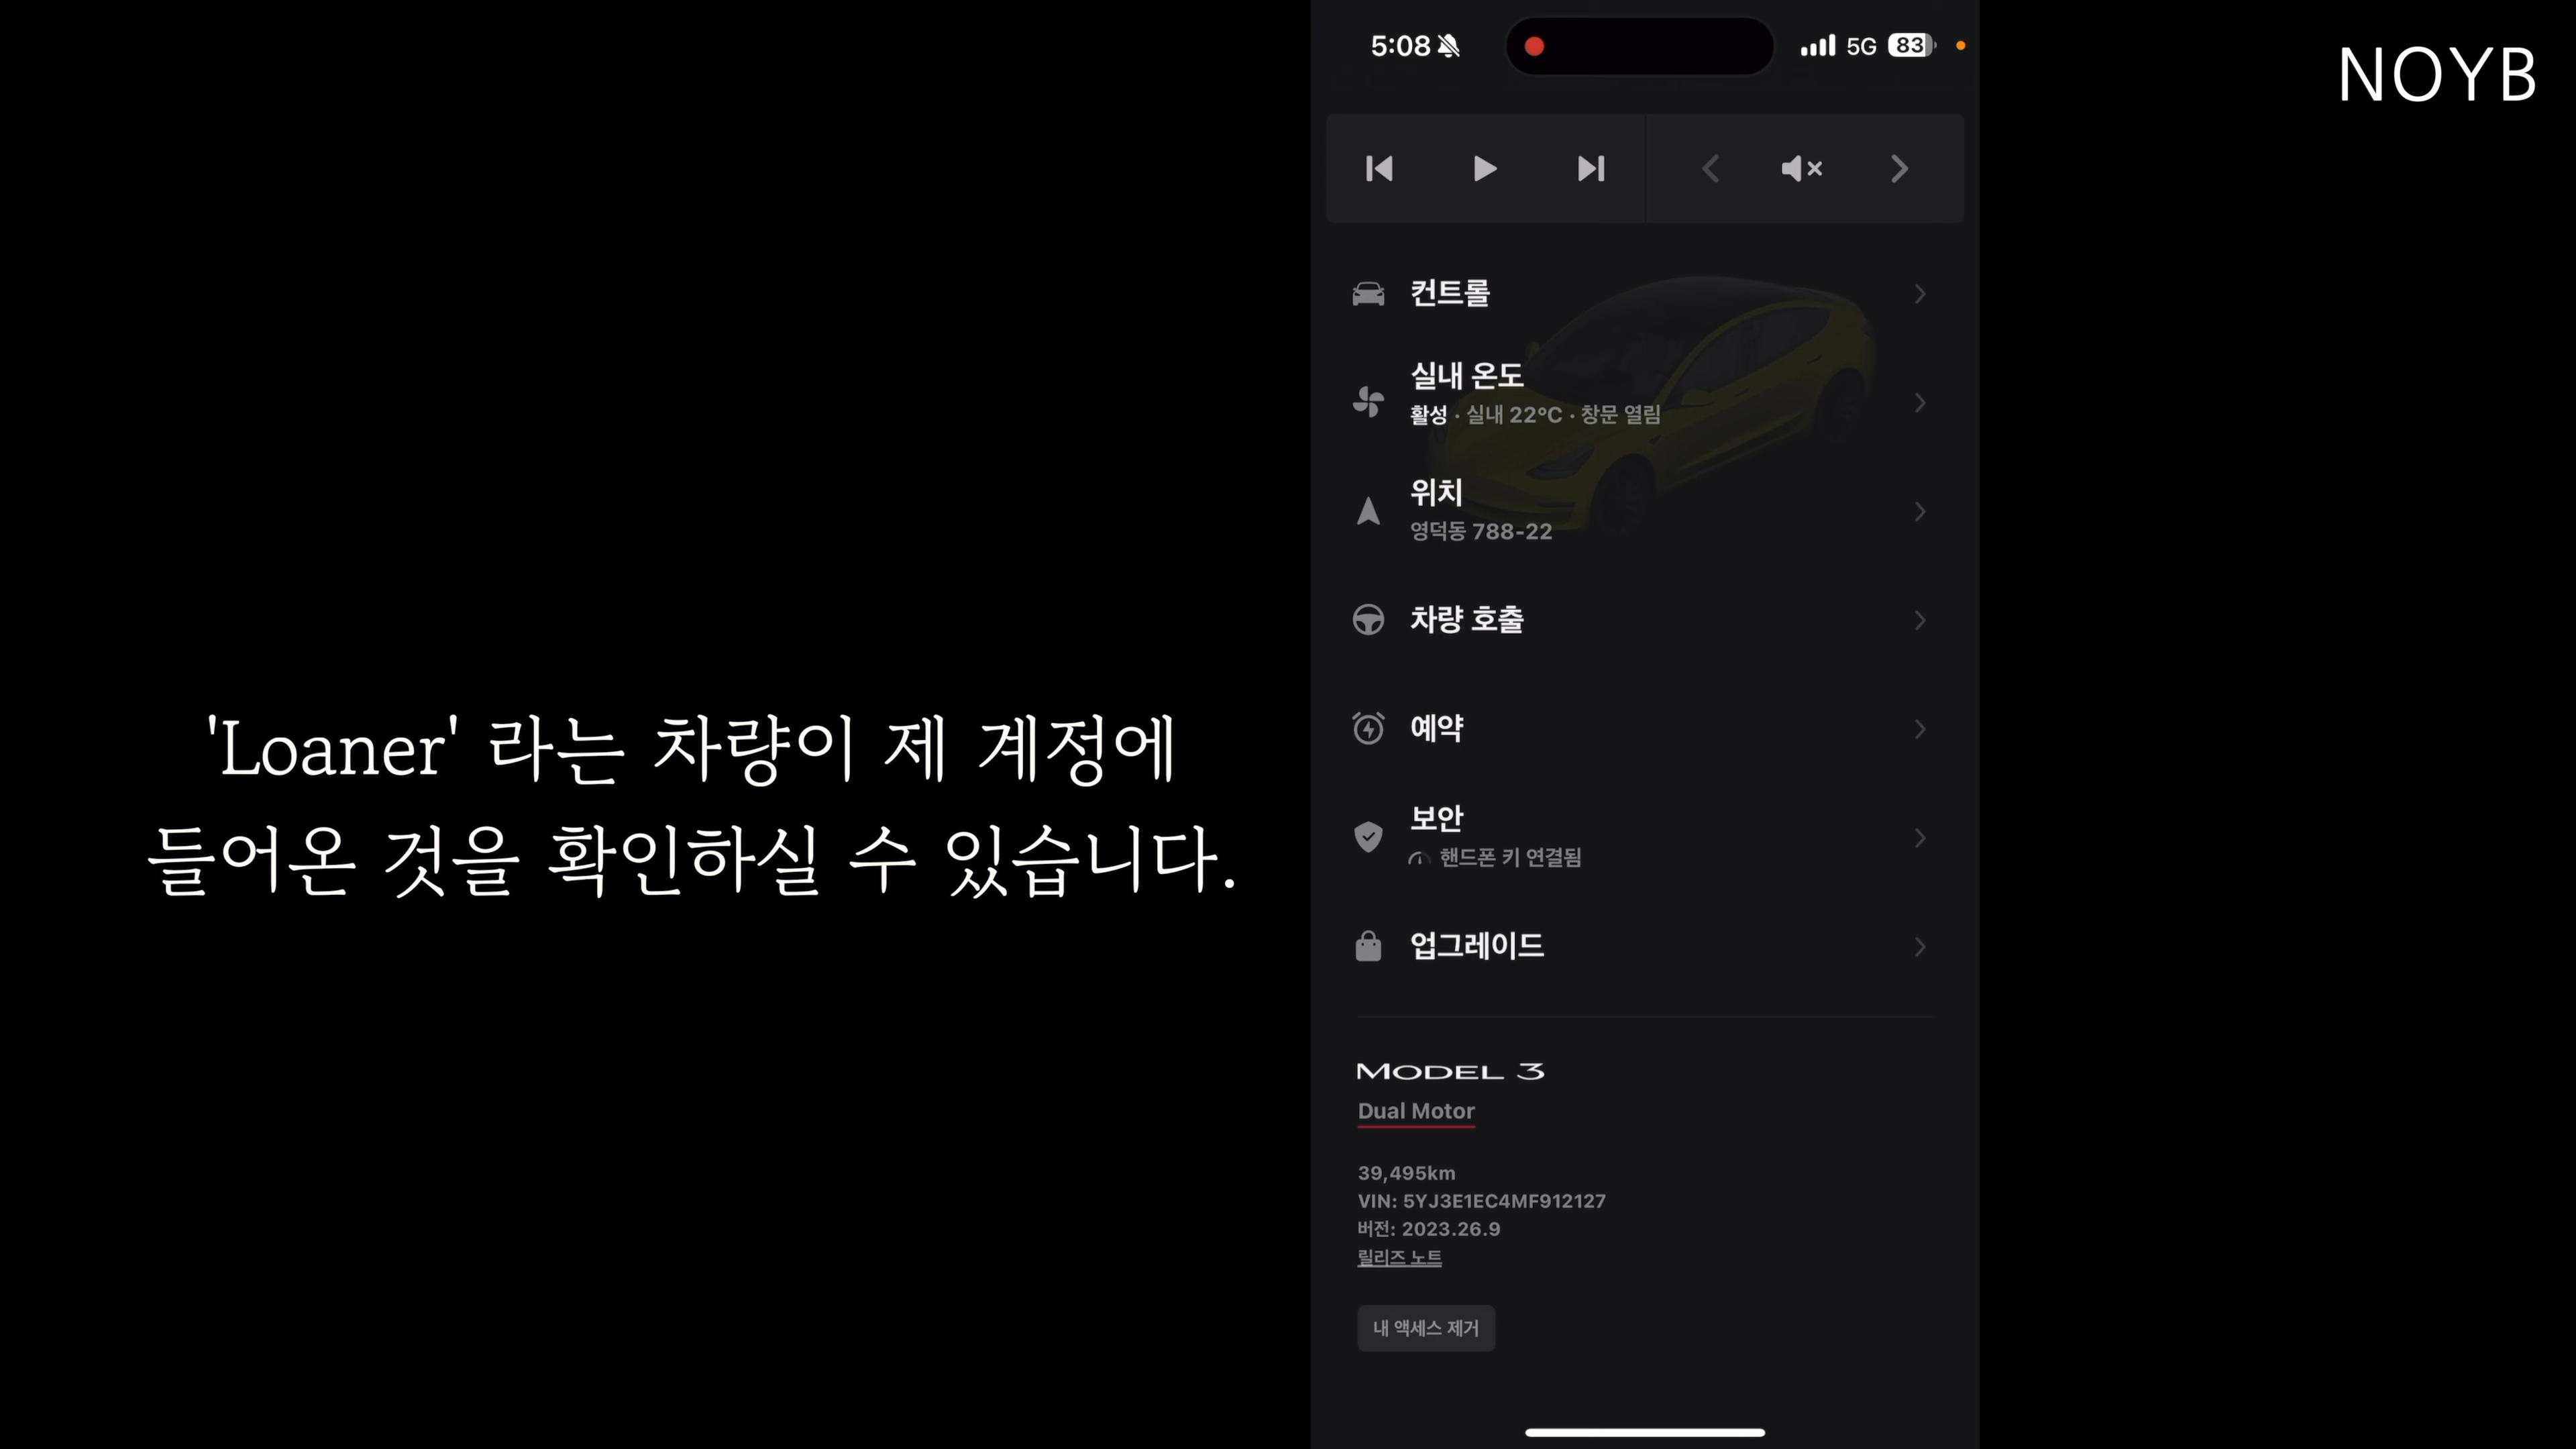 NOYB
'Loaner' 라는 차량이 제 계정에
들어온 것을 확인하실 수 있습니다.
5:08
5G 83
컨트롤
실내 온도
활성 · 실내 22°C · 창문 열림
위치
영덕동 788-22
차량 호출
예약
보안
핸드폰 키 연결됨
업그레이드
MODEL 3
Dual Motor
39,495km
VIN: 5YJ3E1EC4MF912127
버전: 2023.26.9
릴리즈 노트
내 액세스 제거